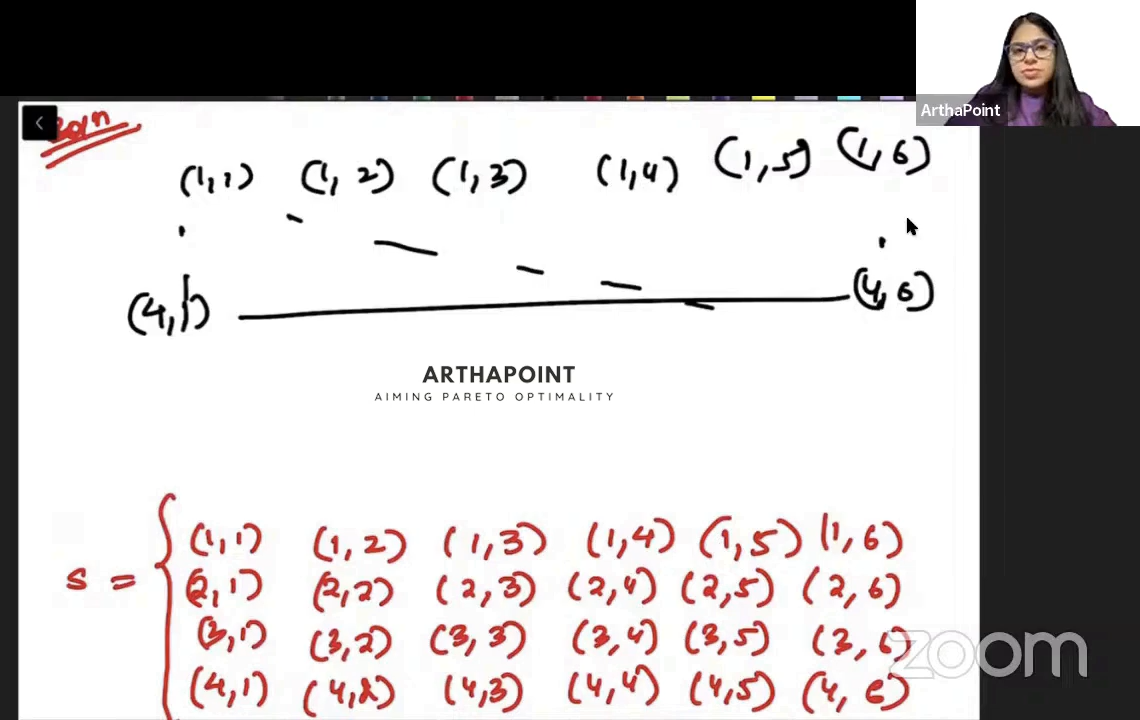 ArthaPoint
(1,1) (1,2) (1,3) (1,4) (1,5) (1,6)
(4,1) (4,6)
ARTHAPOINT
AIMING PARETO OPTIMALITY
S = { (1,1) (1,2) (1,3) (1,4) (1,5) (1,6)
(2,1) (2,2) (2,3) (2,4) (2,5) (2,6)
(3,1) (3,2) (3,3) (3,4) (3,5) (3,6)
(4,1) (4,2) (4,3) (4,4) (4,5) (4,6)
zoom